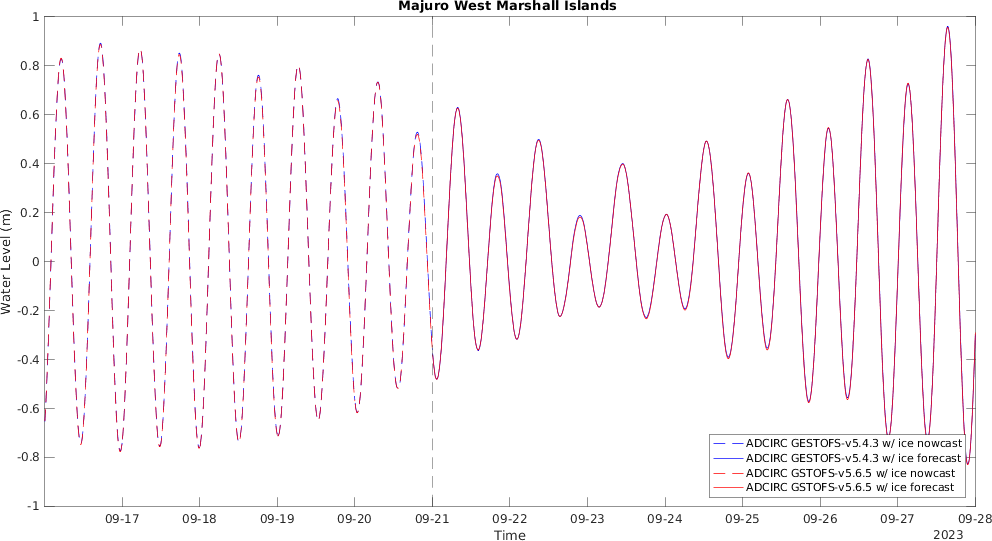 Majuro West Marshall Islands
1
0.8
0.6
0.4
0.2
0
-0.2
-0.4
-0.6
-0.8
-1
Water Level (m)
ADCIRC GESTOFS-v5.4.3 w/ ice nowcast
ADCIRC GESTOFS-v5.4.3 w/ ice forecast
ADCIRC GSTOFS-v5.6.5 w/ ice nowcast
ADCIRC GSTOFS-v5.6.5 w/ ice forecast
09-17 09-18 09-19 09-20 09-21 09-22 09-23 09-24 09-25 09-26 09-27 09-28
Time
2023